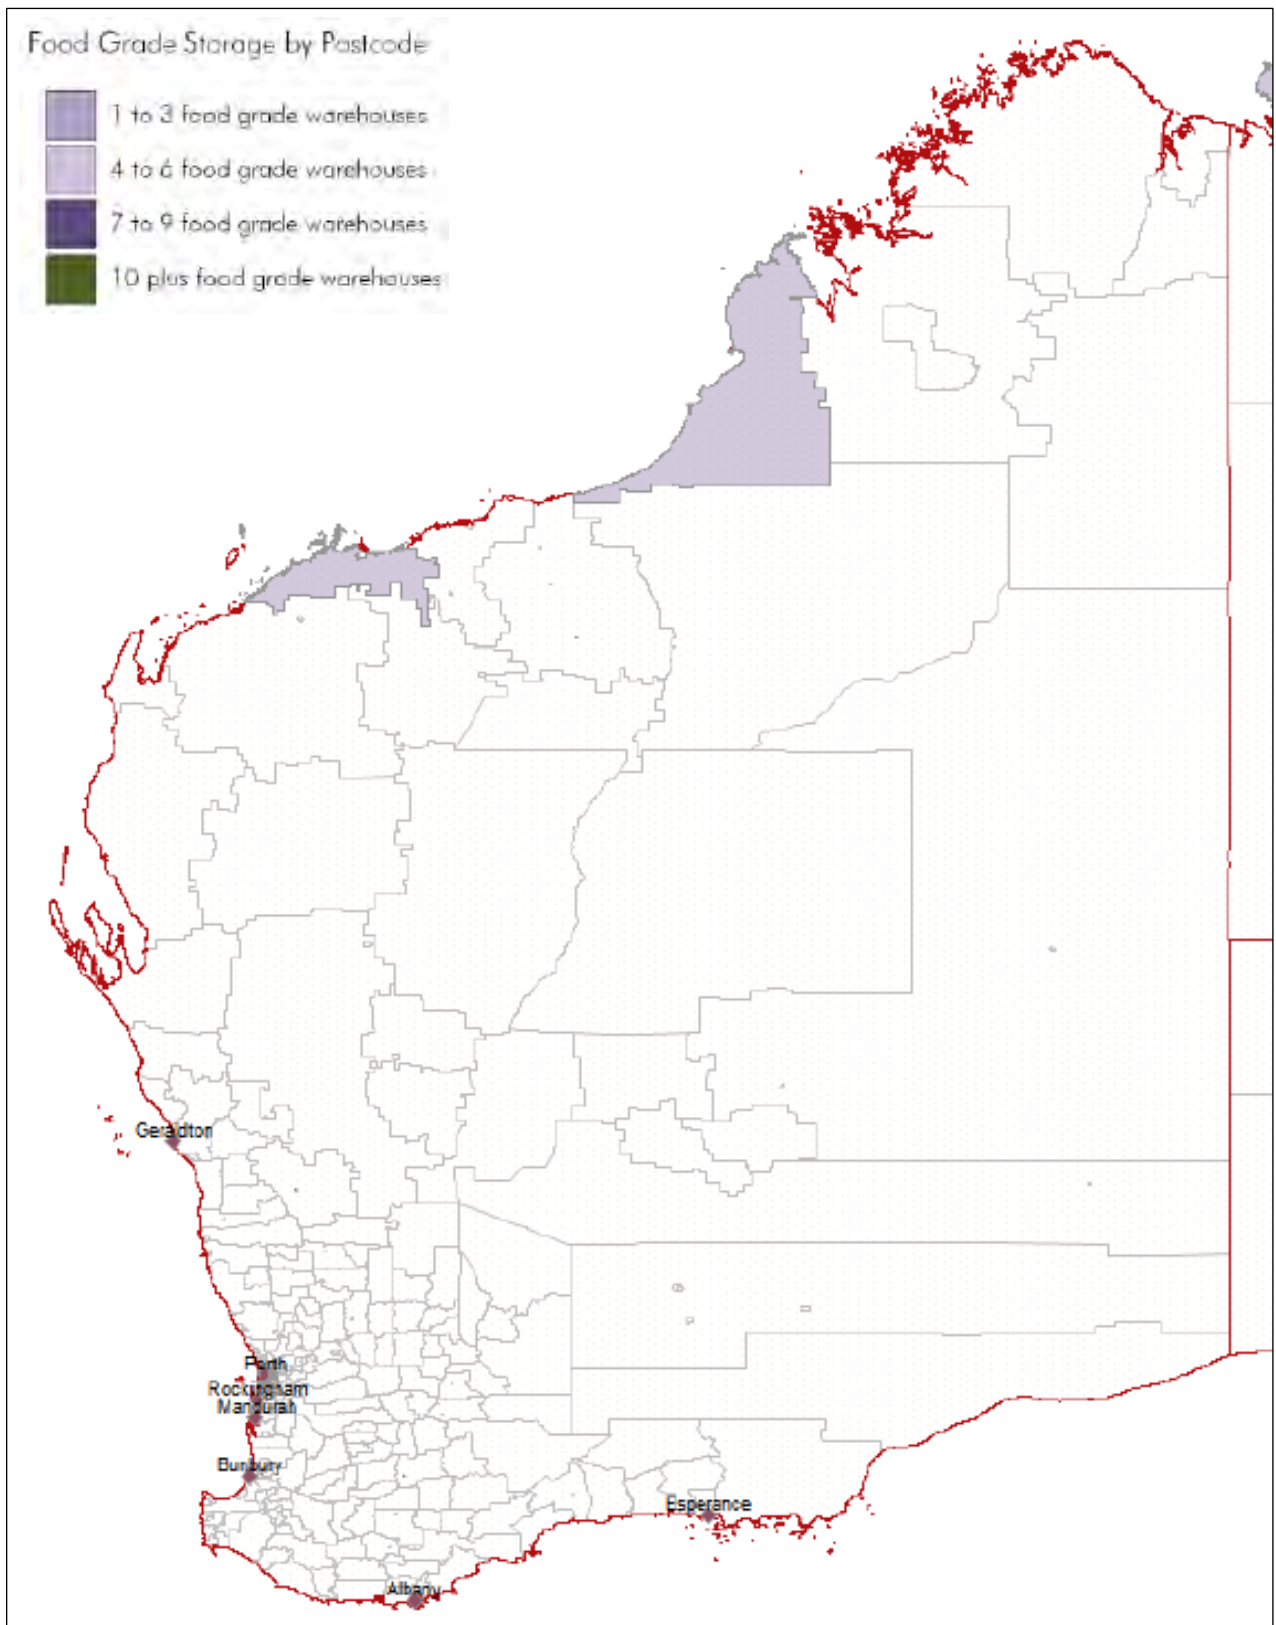 Food Grade Storage by Postcode
1 to 3 food grade warehouses
4 to 6 food grade warehouses
7 to 9 food grade warehouses
10 plus food grade warehouses
Geraldton
Perth
Rockingham
Mandurah
Bunbury
Esperance
Albany